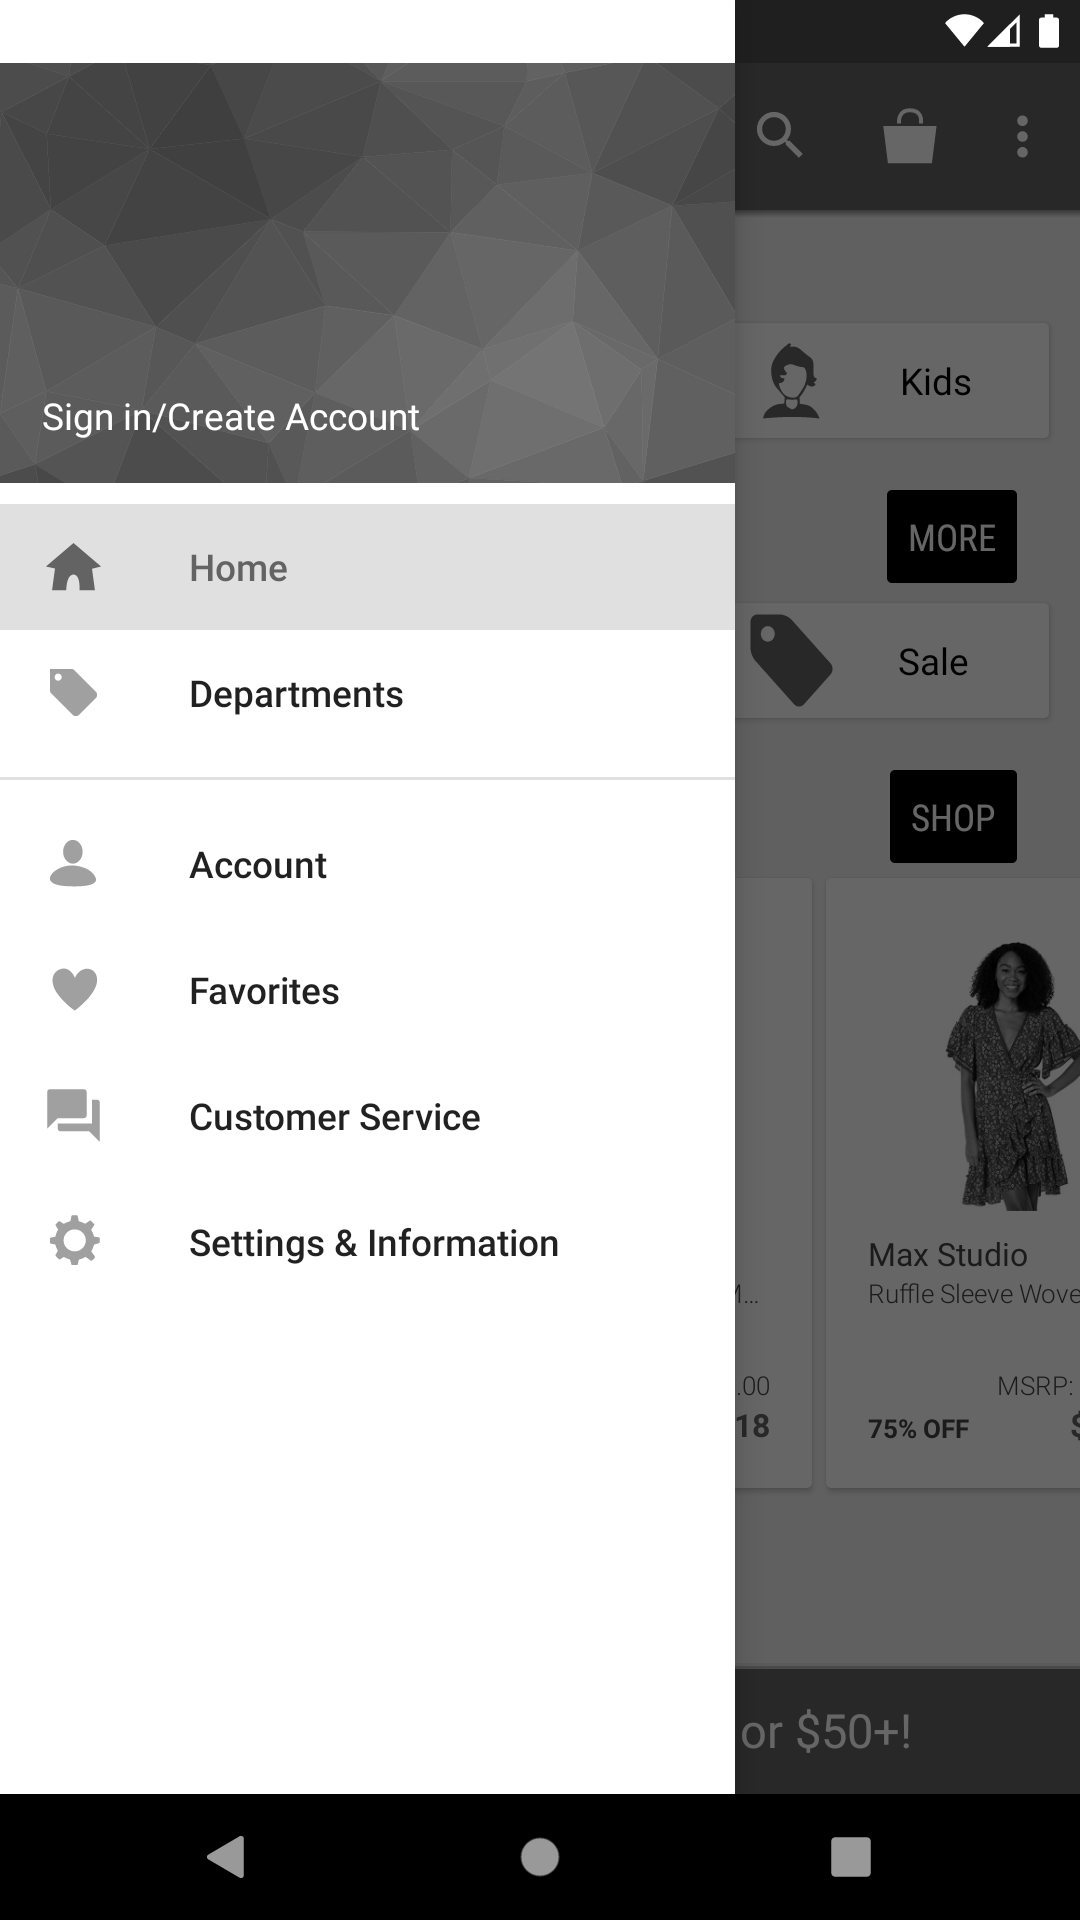 Sign in/Create Account
Home
Departments
Account
Favorites
Customer Service
Settings & Information
Kids
MORE
Sale
SHOP
M...
.00
18
Max Studio
Ruffle Sleeve Wove
MSRP:
75% OFF
$
or $50+!